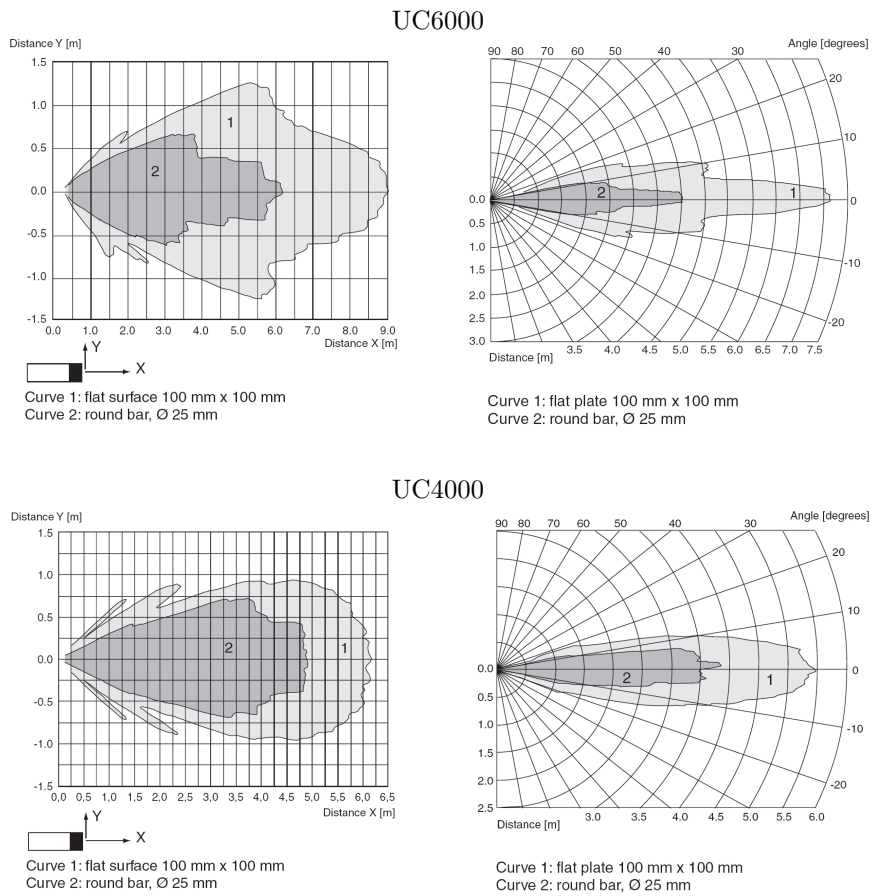 UC6000
Distance Y [m]
1.5
1.0
0.5
0.0
-0.5
-1.0
-1.5
1
2
0.0 1.0 2.0 3.0 4.0 5.0 6.0 7.0 8.0 9.0
Distance X [m]
Y
X
Curve 1: flat surface 100 mm x 100 mm
Curve 2: round bar, Ø 25 mm
Angle [degrees]
90 80 70 60 50 40 30
20
10
0
-10
-20
2
1
0.0
0.5
1.0
1.5
2.0
2.5
3.0
3.5 4.0 4.5 5.0 5.5 6.0 6.5 7.0 7.5
Distance [m]
Curve 1: flat plate 100 mm x 100 mm
Curve 2: round bar, Ø 25 mm
UC4000
Distance Y [m]
1.5
1.0
0.5
0.0
-0.5
-1.0
-1.5
2
1
0,0 0,5 1,0 1,5 2,0 2,5 3,0 3,5 4,0 4,5 5,0 5,5 6,0 6,5
Distance X [m]
Y
X
Curve 1: flat surface 100 mm x 100 mm
Curve 2: round bar, Ø 25 mm
Angle [degrees]
90 80 70 60 50 40 30
20
10
0
-10
-20
2
1
0.0
0.5
1.0
1.5
2.0
2.5
3.0 3.5 4.0 4.5 5.0 5.5 6.0
Distance [m]
Curve 1: flat plate 100 mm x 100 mm
Curve 2: round bar, Ø 25 mm